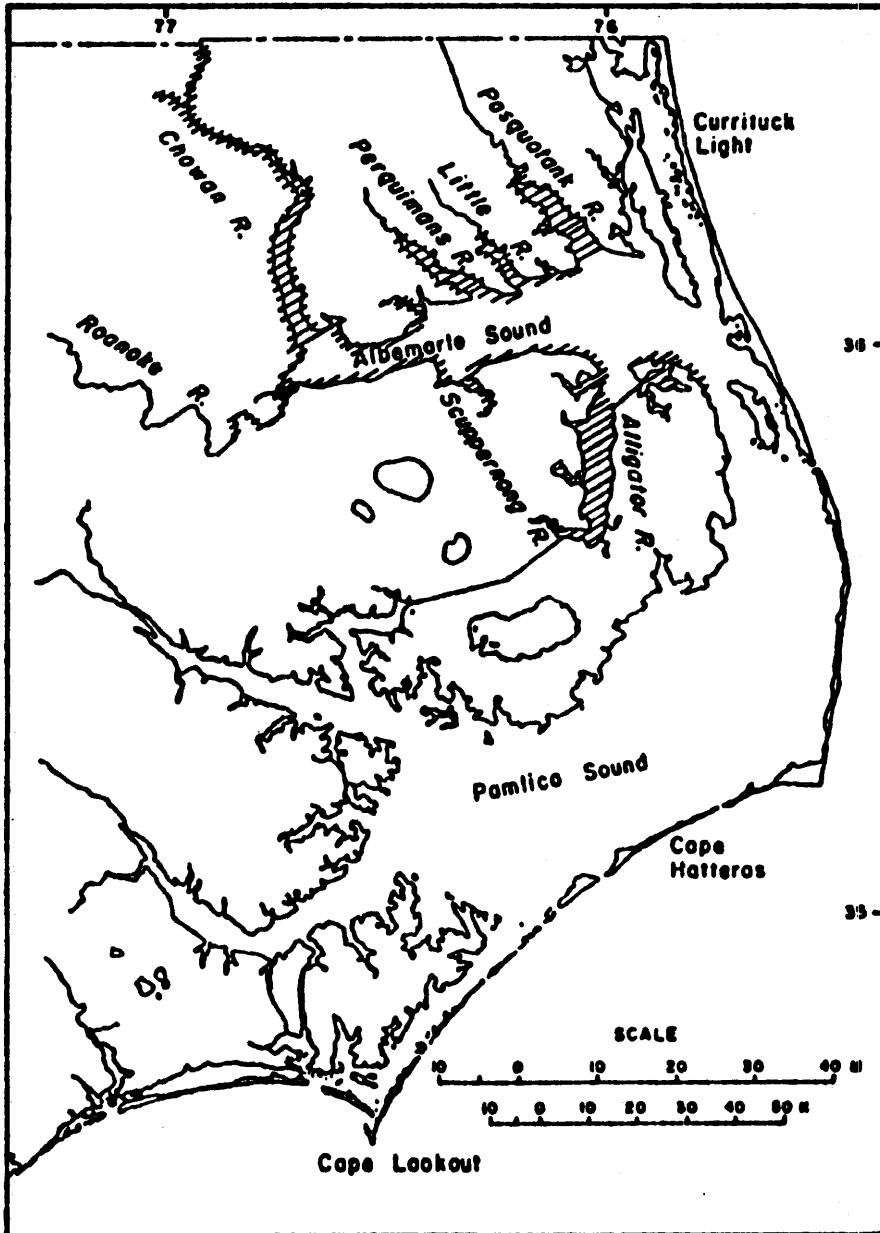 77
76
Currituck
Light
Pasquotank R.
Little R.
Perquimans R.
Chowan R.
Albemarle Sound
36
Roanoke R.
Scuppernong R.
Alligator R.
Pamlico Sound
Cape
Hatteras
35
SCALE
10 0 10 20 30 40 M
10 0 10 20 30 40 50 K
Cape Lookout